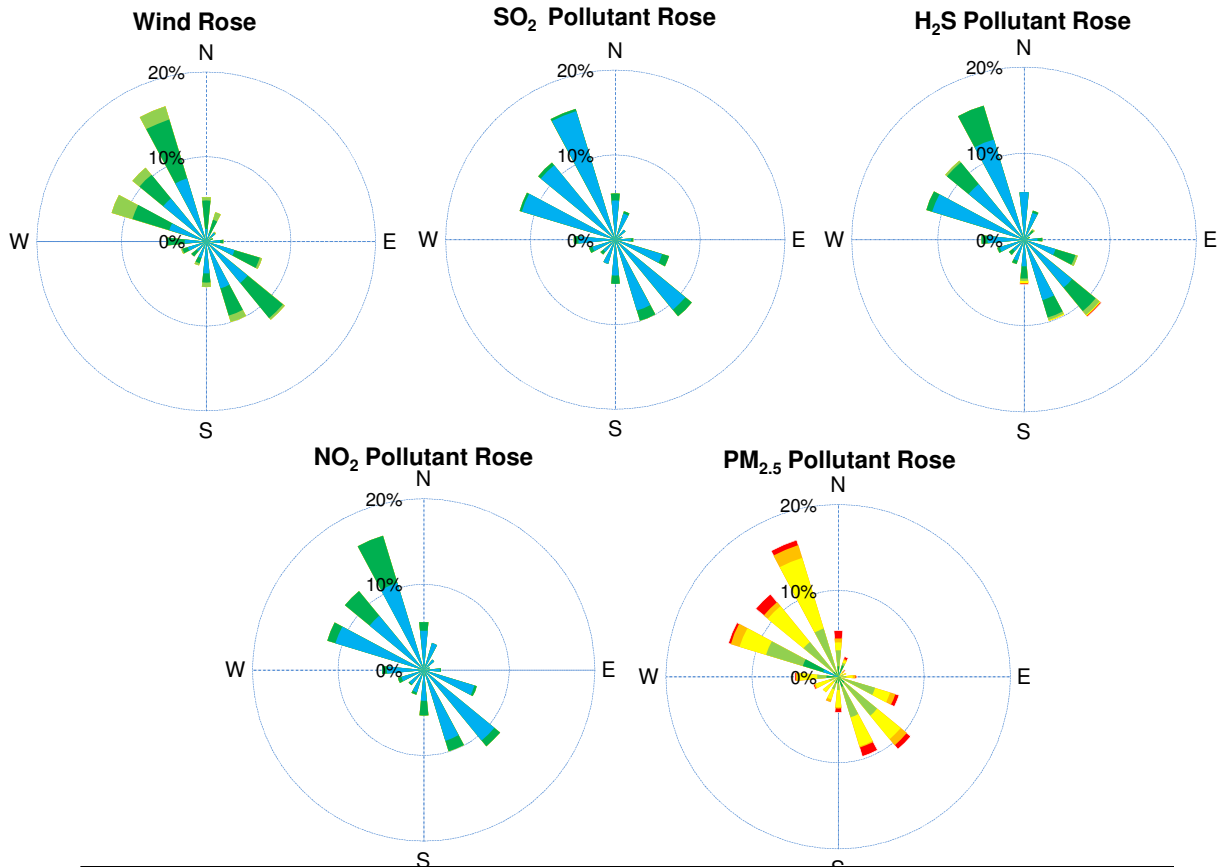 Wind Rose
N
20%
10%
0%
W
E
S
SO₂ Pollutant Rose
N
20%
10%
0%
W
E
S
H₂S Pollutant Rose
N
20%
10%
0%
W
E
S
NO₂ Pollutant Rose
N
20%
10%
0%
W
E
S
PM₂.₅ Pollutant Rose
N
20%
10%
0%
W
E
S